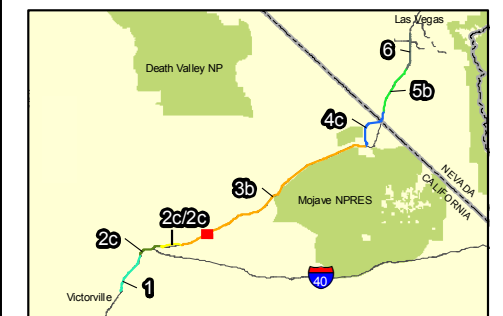 Las Vegas
6
Death Valley NP
5b
4c
NEVADA
CALIFORNIA
3b
Mojave NPRES
2c/2c
2c
40
1
Victorville